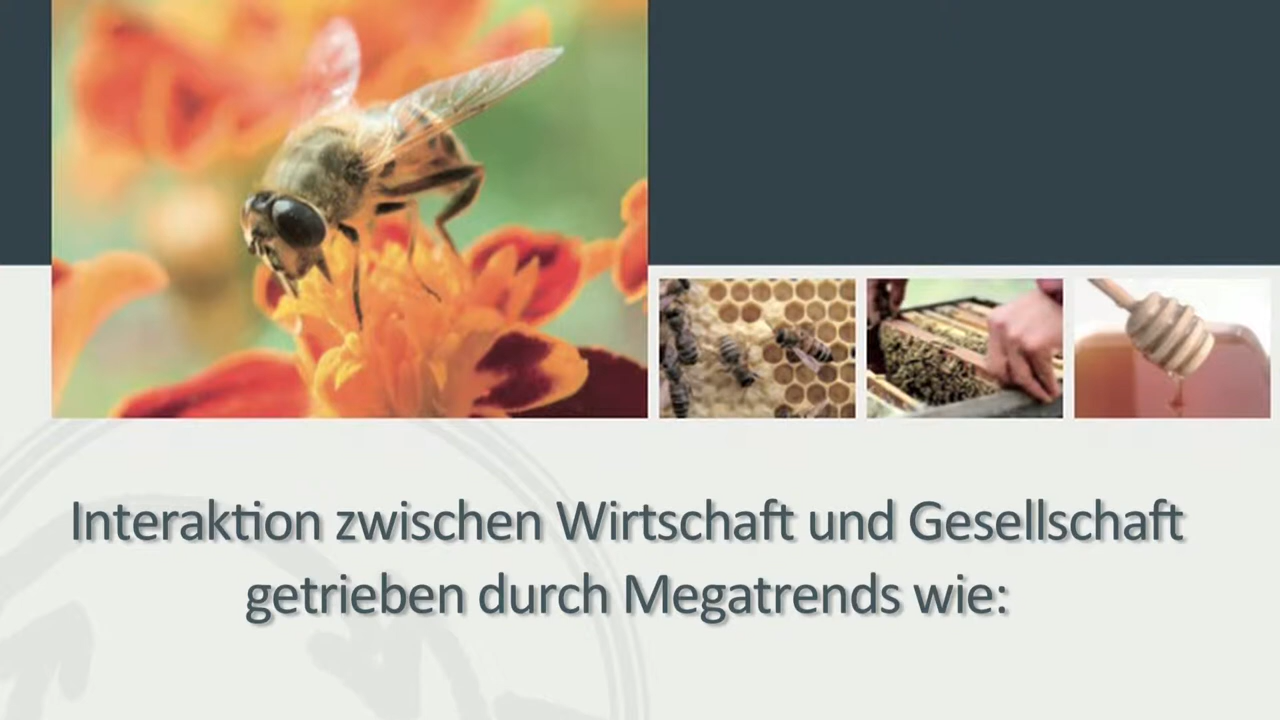 Interaktion zwischen Wirtschaft und Gesellschaft
getrieben durch Megatrends wie: